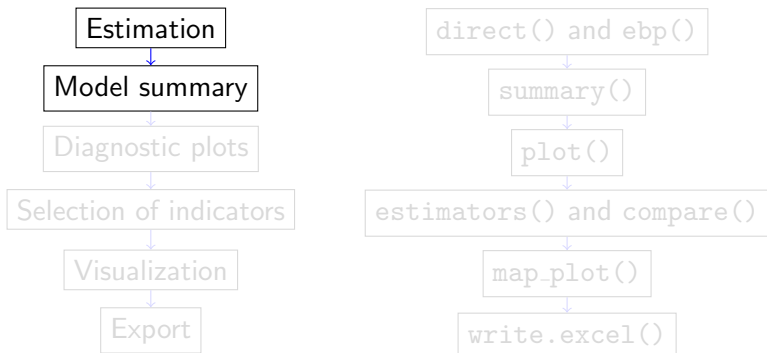 Estimation
Model summary
Diagnostic plots
Selection of indicators
Visualization
Export
direct() and ebp()
summary()
plot()
estimators() and compare()
map_plot()
write.excel()